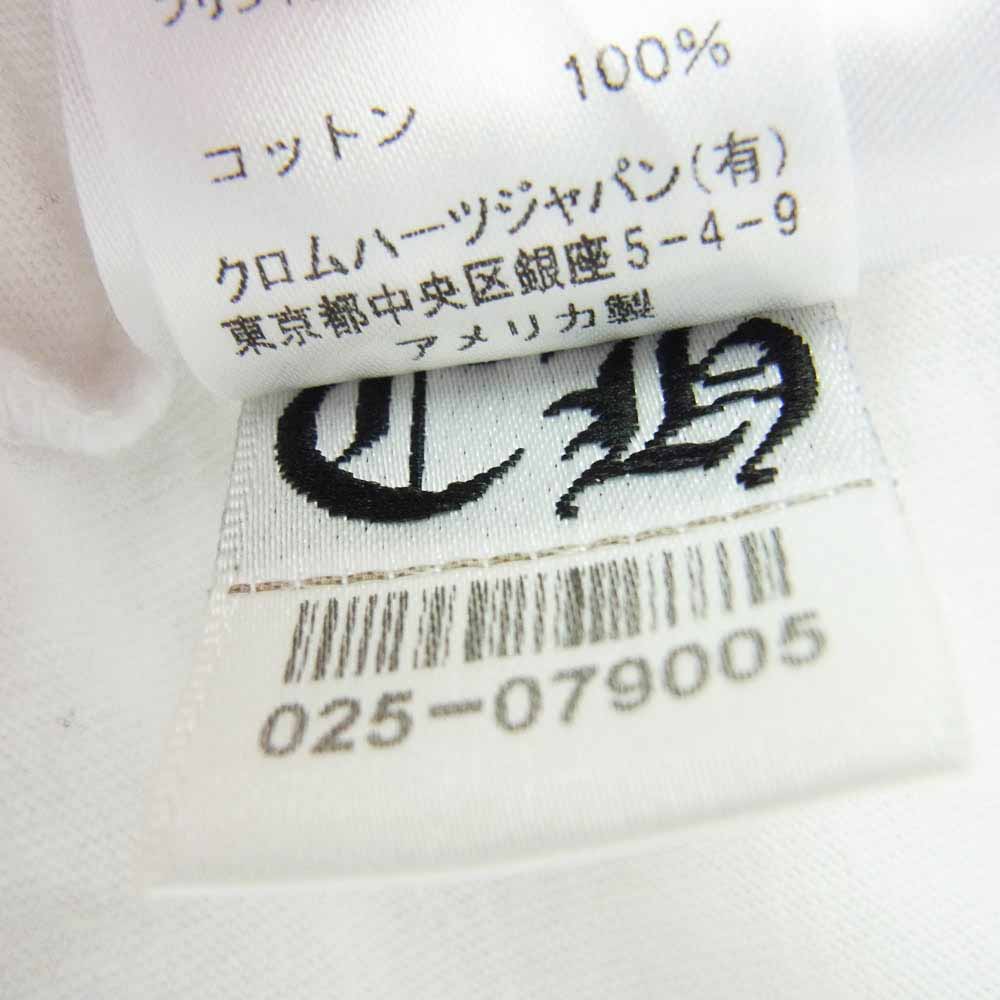 コットン 100%
クロムハーツジャパン(有)
東京都中央区銀座5-4-9
アメリカ製
CH
025-079005